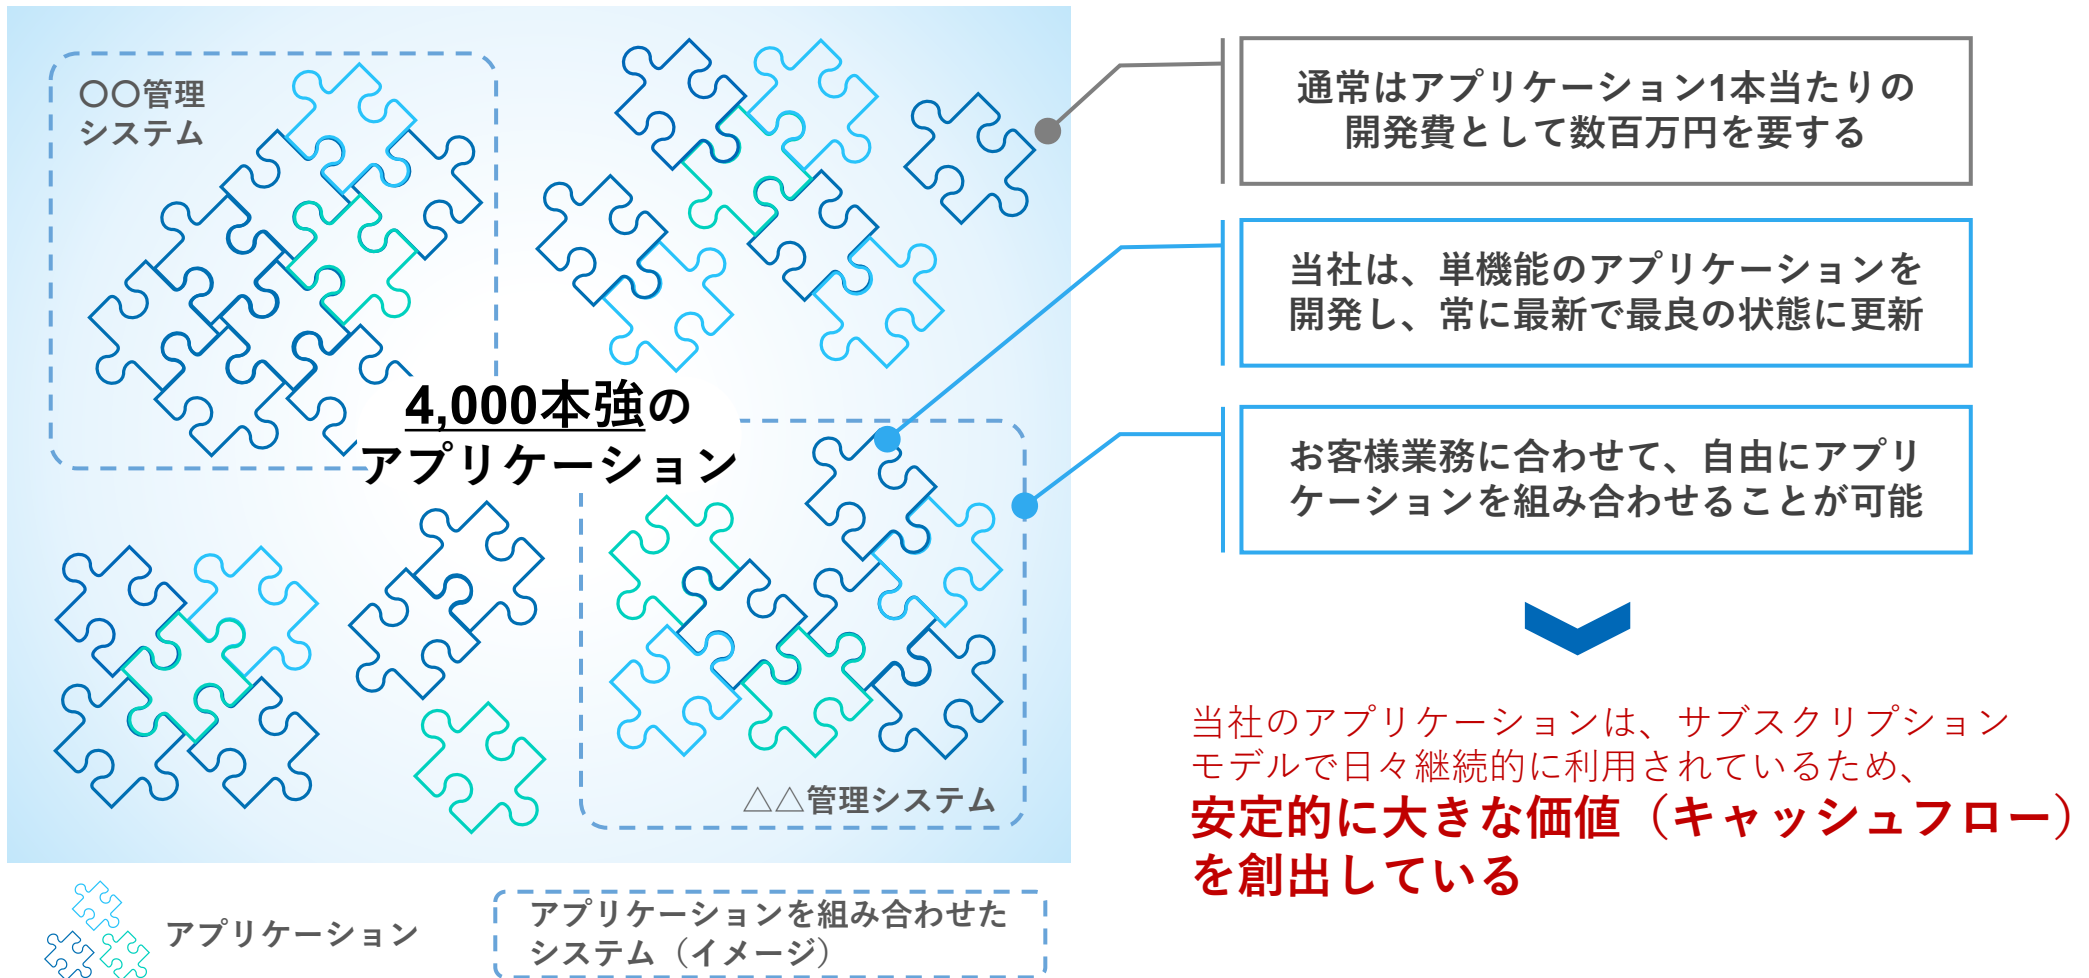 〇〇管理
システム
4,000本強の
アプリケーション
△△管理システム
アプリケーション
アプリケーションを組み合わせた
システム（イメージ）
通常はアプリケーション1本当たりの
開発費として数百万円を要する
当社は、単機能のアプリケーションを
開発し、常に最新で最良の状態に更新
お客様業務に合わせて、自由にアプリ
ケーションを組み合わせることが可能
当社のアプリケーションは、サブスクリプション
モデルで日々継続的に利用されているため、
安定的に大きな価値（キャッシュフロー）
を創出している